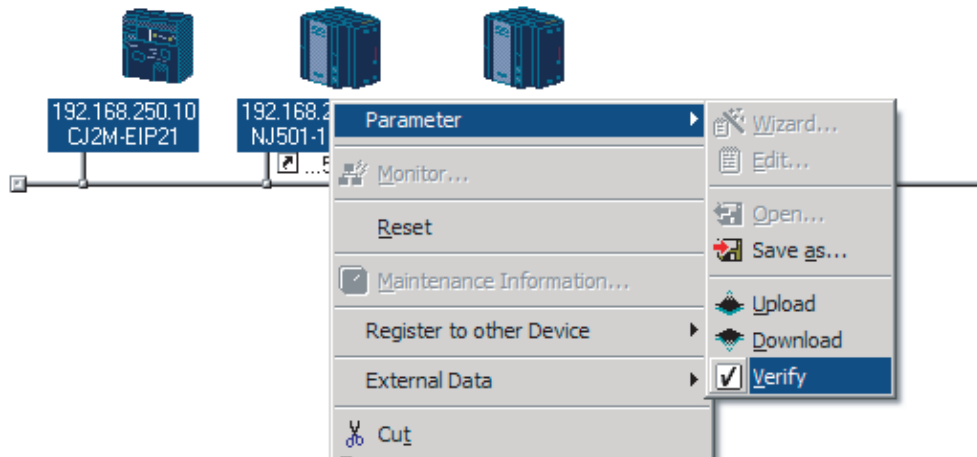 192.168.250.10
CJ2M-EIP21
192.168.2
NJ501-1
...5
Parameter
Monitor...
Reset
Maintenance Information...
Register to other Device
External Data
Cut
Wizard...
Edit...
Open...
Save as...
Upload
Download
Verify